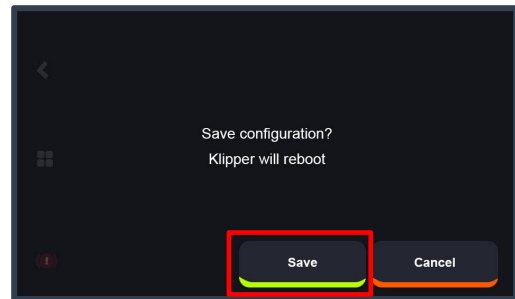 Save configuration?
Klipper will reboot
Save
Cancel